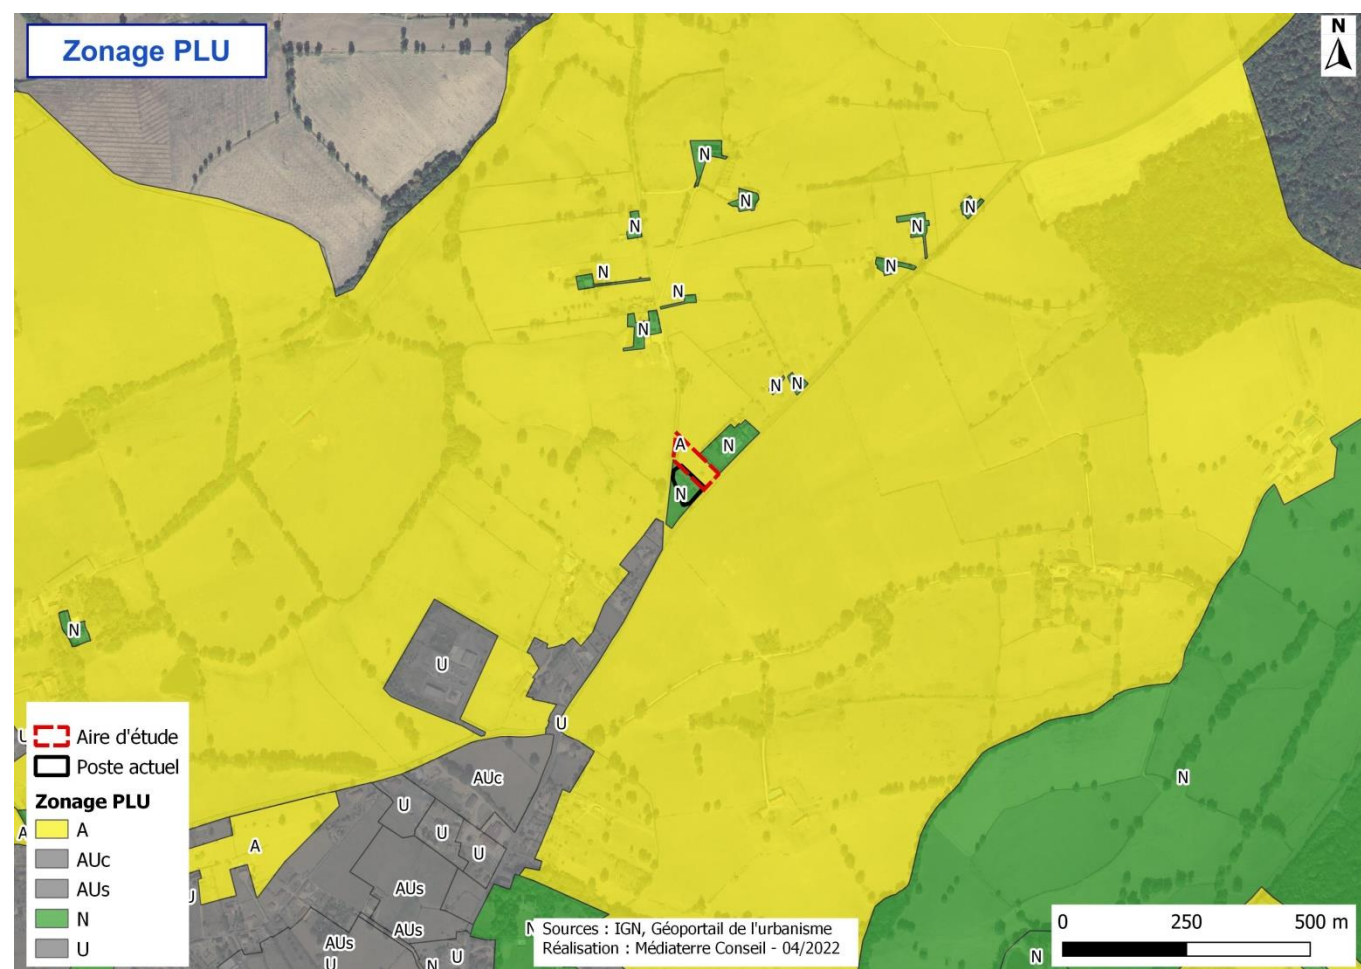 Zonage PLU
N
N
N
N
N
N
N
N
N
N
N
N
A
N
N
N
U
U
AUc
U
U
U
A
AUs
AUs
AUs
U
U
N
N
N
N
U
A
U
Aire d'étude
Poste actuel
Zonage PLU
A
AUc
AUs
N
U
Sources : IGN, Géoportail de l'urbanisme
Réalisation : Médiaterre Conseil - 04/2022
0 250 500 m